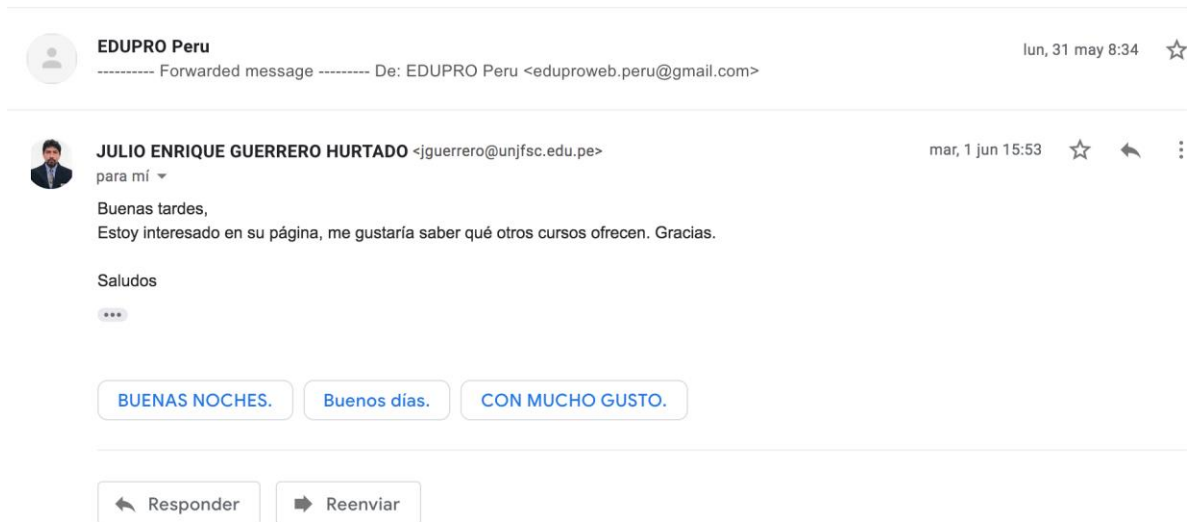 EDUPRO Peru
lun, 31 may 8:34
---------- Forwarded message --------- De: EDUPRO Peru <eduproweb.peru@gmail.com>
JULIO ENRIQUE GUERRERO HURTADO <jguerrero@unjfsc.edu.pe>
mar, 1 jun 15:53
para mí
Buenas tardes,
Estoy interesado en su página, me gustaría saber qué otros cursos ofrecen. Gracias.
Saludos
BUENAS NOCHES.
Buenos días.
CON MUCHO GUSTO.
Responder
Reenviar